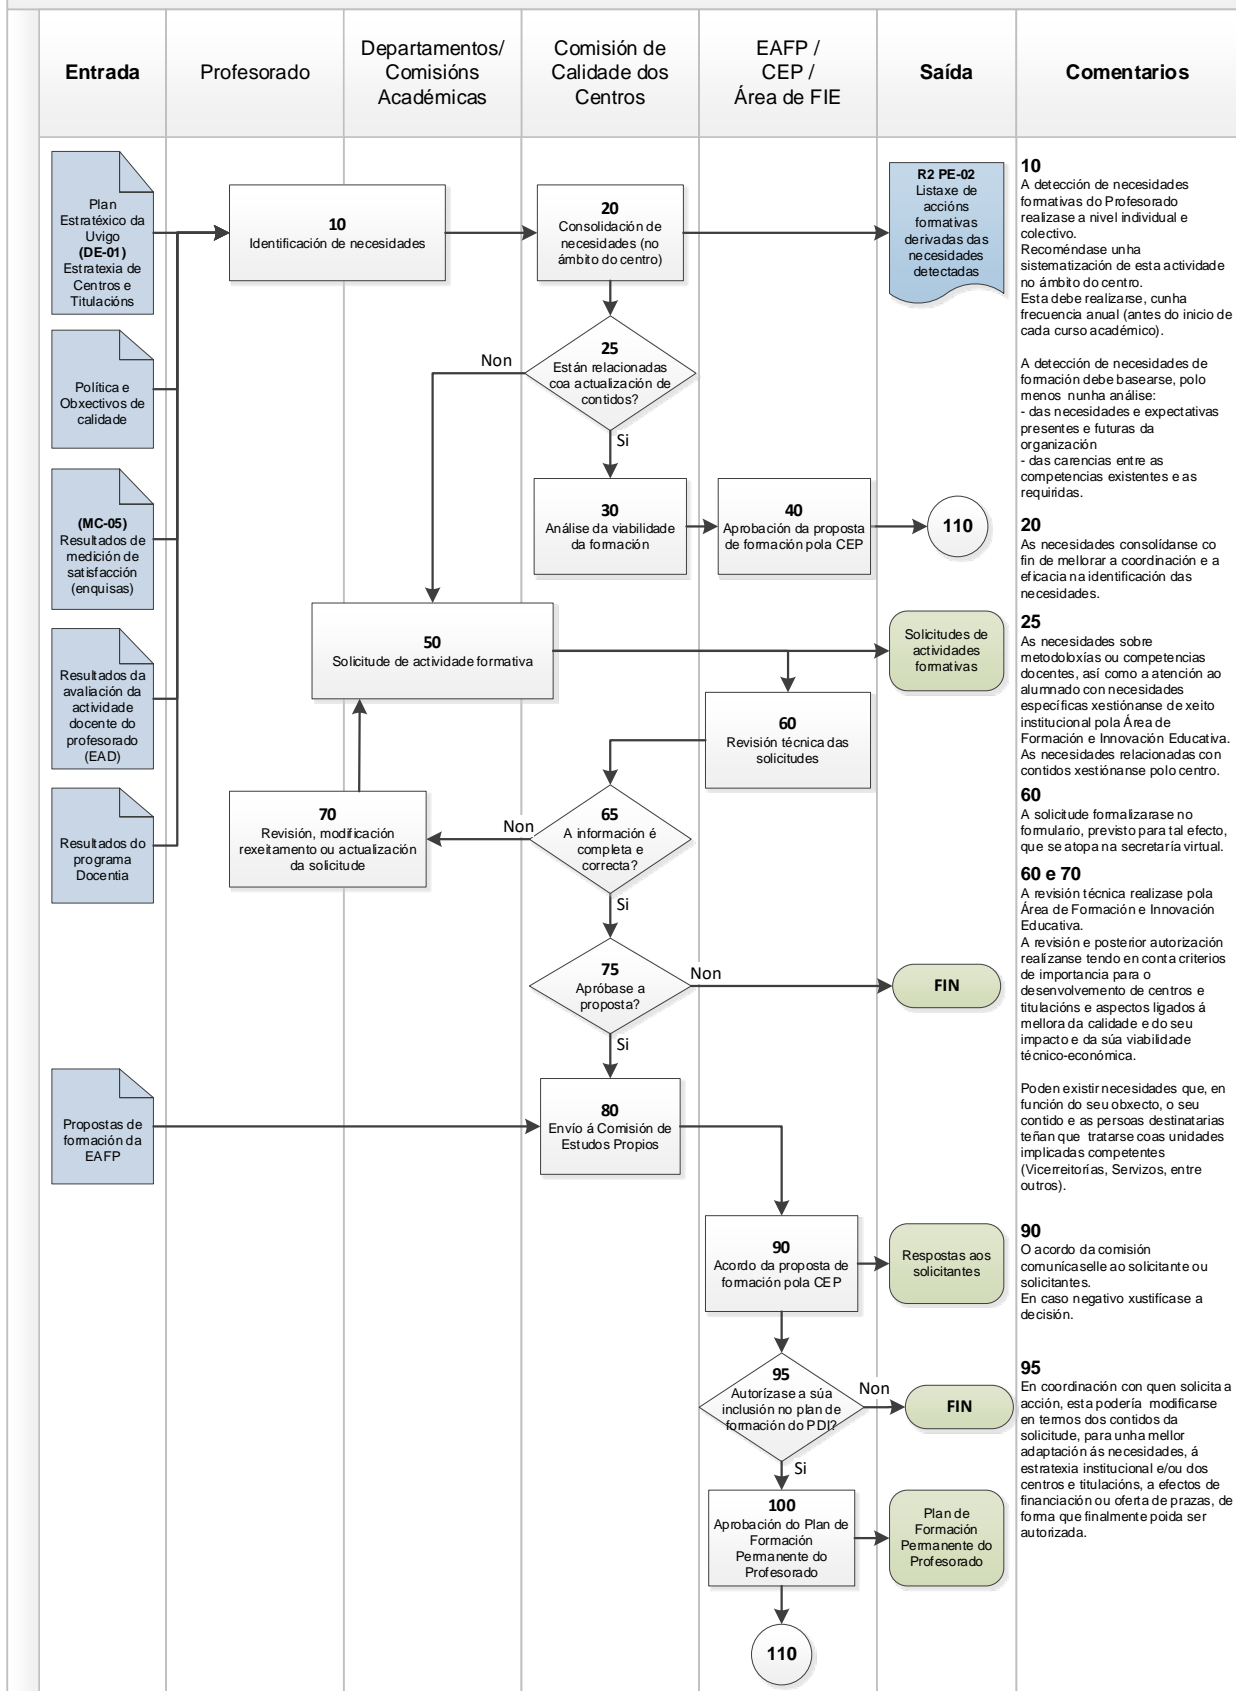 Entrada
Profesorado
Departamentos/
Comisións
Académicas
Comisión de
Calidade dos
Centros
EAFP /
CEP /
Área de FIE
Saída
Comentarios
Plan
Estratéxico da
Uvigo
(DE-01)
Estratexia de
Centros e
Titulacións
Política e
Obxectivos de
calidade
(MC-05)
Resultados de
medición de
satisfacción
(enquisas)
Resultados da
avaliación da
actividade
docente do
profesorado
(EAD)
Resultados do
programa
Docentia
Propostas de
formación da
EAFP
10
Identificación de necesidades
20
Consolidación de
necesidades (no
ámbito do centro)
R2 PE-02
Listaxe de
accións
formativas
derivadas das
necesidades
detectadas
25
Están relacionadas
coa actualización de
contidos?
Non
Si
30
Análise da viabilidade
da formación
40
Aprobación da proposta
de formación pola CEP
110
50
Solicitude de actividade formativa
Solicitudes de
actividades
formativas
60
Revisión técnica das
solicitudes
65
A información é
completa e
correcta?
Non
Si
70
Revisión, modificación
rexeitamento ou actualización
da solicitude
75
Apróbase a
proposta?
Non
Si
FIN
80
Envío á Comisión de
Estudos Propios
90
Acordo da proposta de
formación pola CEP
Respostas aos
solicitantes
95
Autorízase a súa
inclusión no plan de
formación do PDI?
Non
Si
FIN
100
Aprobación do Plan de
Formación
Permanente do
Profesorado
Plan de
Formación
Permanente do
Profesorado
110
10
A detección de necesidades
formativas do Profesorado
realizase a nivel individual e
colectivo.
Recoméndase unha
sistematización de esta actividade
no ámbito do centro.
Esta debe realizarse, cunha
frecuencia anual (antes do inicio de
cada curso académico).
A detección de necesidades de
formación debe basearse, polo
menos nunha análise:
- das necesidades e expectativas
presentes e futuras da
organización
- das carencias entre as
competencias existentes e as
requiridas.
20
As necesidades consolídanse co
fin de mellorar a coordinación e a
eficacia na identificación das
necesidades.
25
As necesidades sobre
metodoloxías ou competencias
docentes, así como a atención ao
alumnado con necesidades
específicas xestiónanse de xeito
institucional pola Área de
Formación e Innovación Educativa.
As necesidades relacionadas con
contidos xestiónanse polo centro.
60
A solicitude formalizarase no
formulario, previsto para tal efecto,
que se atopa na secretaría virtual.
60 e 70
A revisión técnica realizase pola
Área de Formación e Innovación
Educativa.
A revisión e posterior autorización
realízanse tendo en conta criterios
de importancia para o
desenvolvemento de centros e
titulacións e aspectos ligados á
mellora da calidade e do seu
impacto e da súa viabilidade
técnico-económica.
Poden existir necesidades que, en
función do seu obxecto, o seu
contido e as persoas destinatarias
teñan que tratarse coas unidades
implicadas competentes
(Vicerreitorías, Servizos, entre
outros).
90
O acordo da comisión
comunícaselle ao solicitante ou
solicitantes.
En caso negativo xustifícase a
decisión.
95
En coordinación con quen solicita a
acción, esta podería modificarse
en termos dos contidos da
solicitude, para unha mellor
adaptación ás necesidades, á
estratexia institucional e/ou dos
centros e titulacións, a efectos de
financiación ou oferta de prazas, de
forma que finalmente poida ser
autorizada.